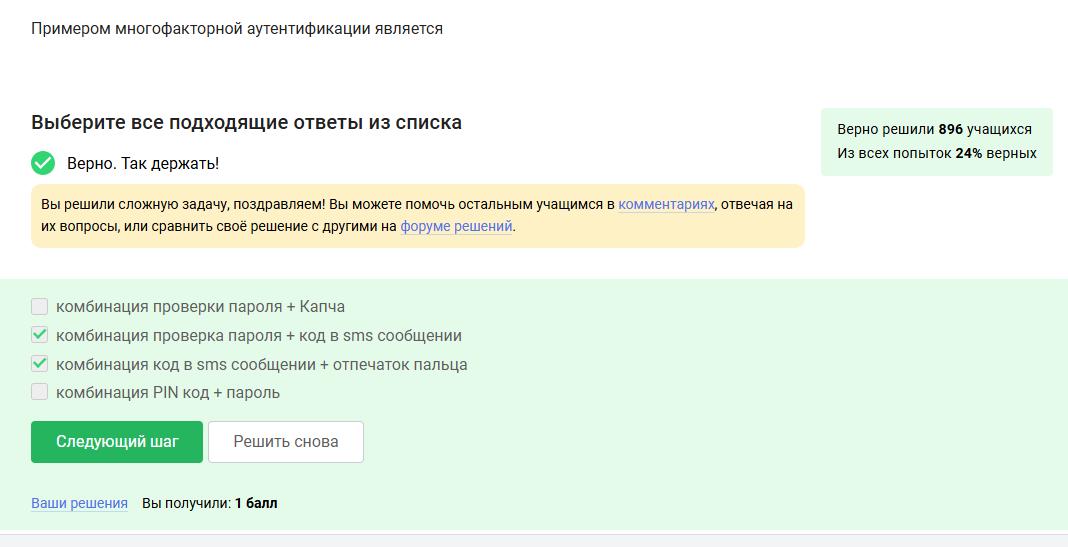 Примером многофакторной аутентификации является
Выберите все подходящие ответы из списка
Верно. Так держать!
Вы решили сложную задачу, поздравляем! Вы можете помочь остальным учащимся в комментариях, отвечая на
их вопросы, или сравнить своё решение с другими на форуме решений.
Верно решили 896 учащихся
Из всех попыток 24% верных
комбинация проверки пароля + Капча
комбинация проверка пароля + код в sms сообщении
комбинация код в sms сообщении + отпечаток пальца
комбинация PIN код + пароль
Следующий шаг
Решить снова
Ваши решения Вы получили: 1 балл